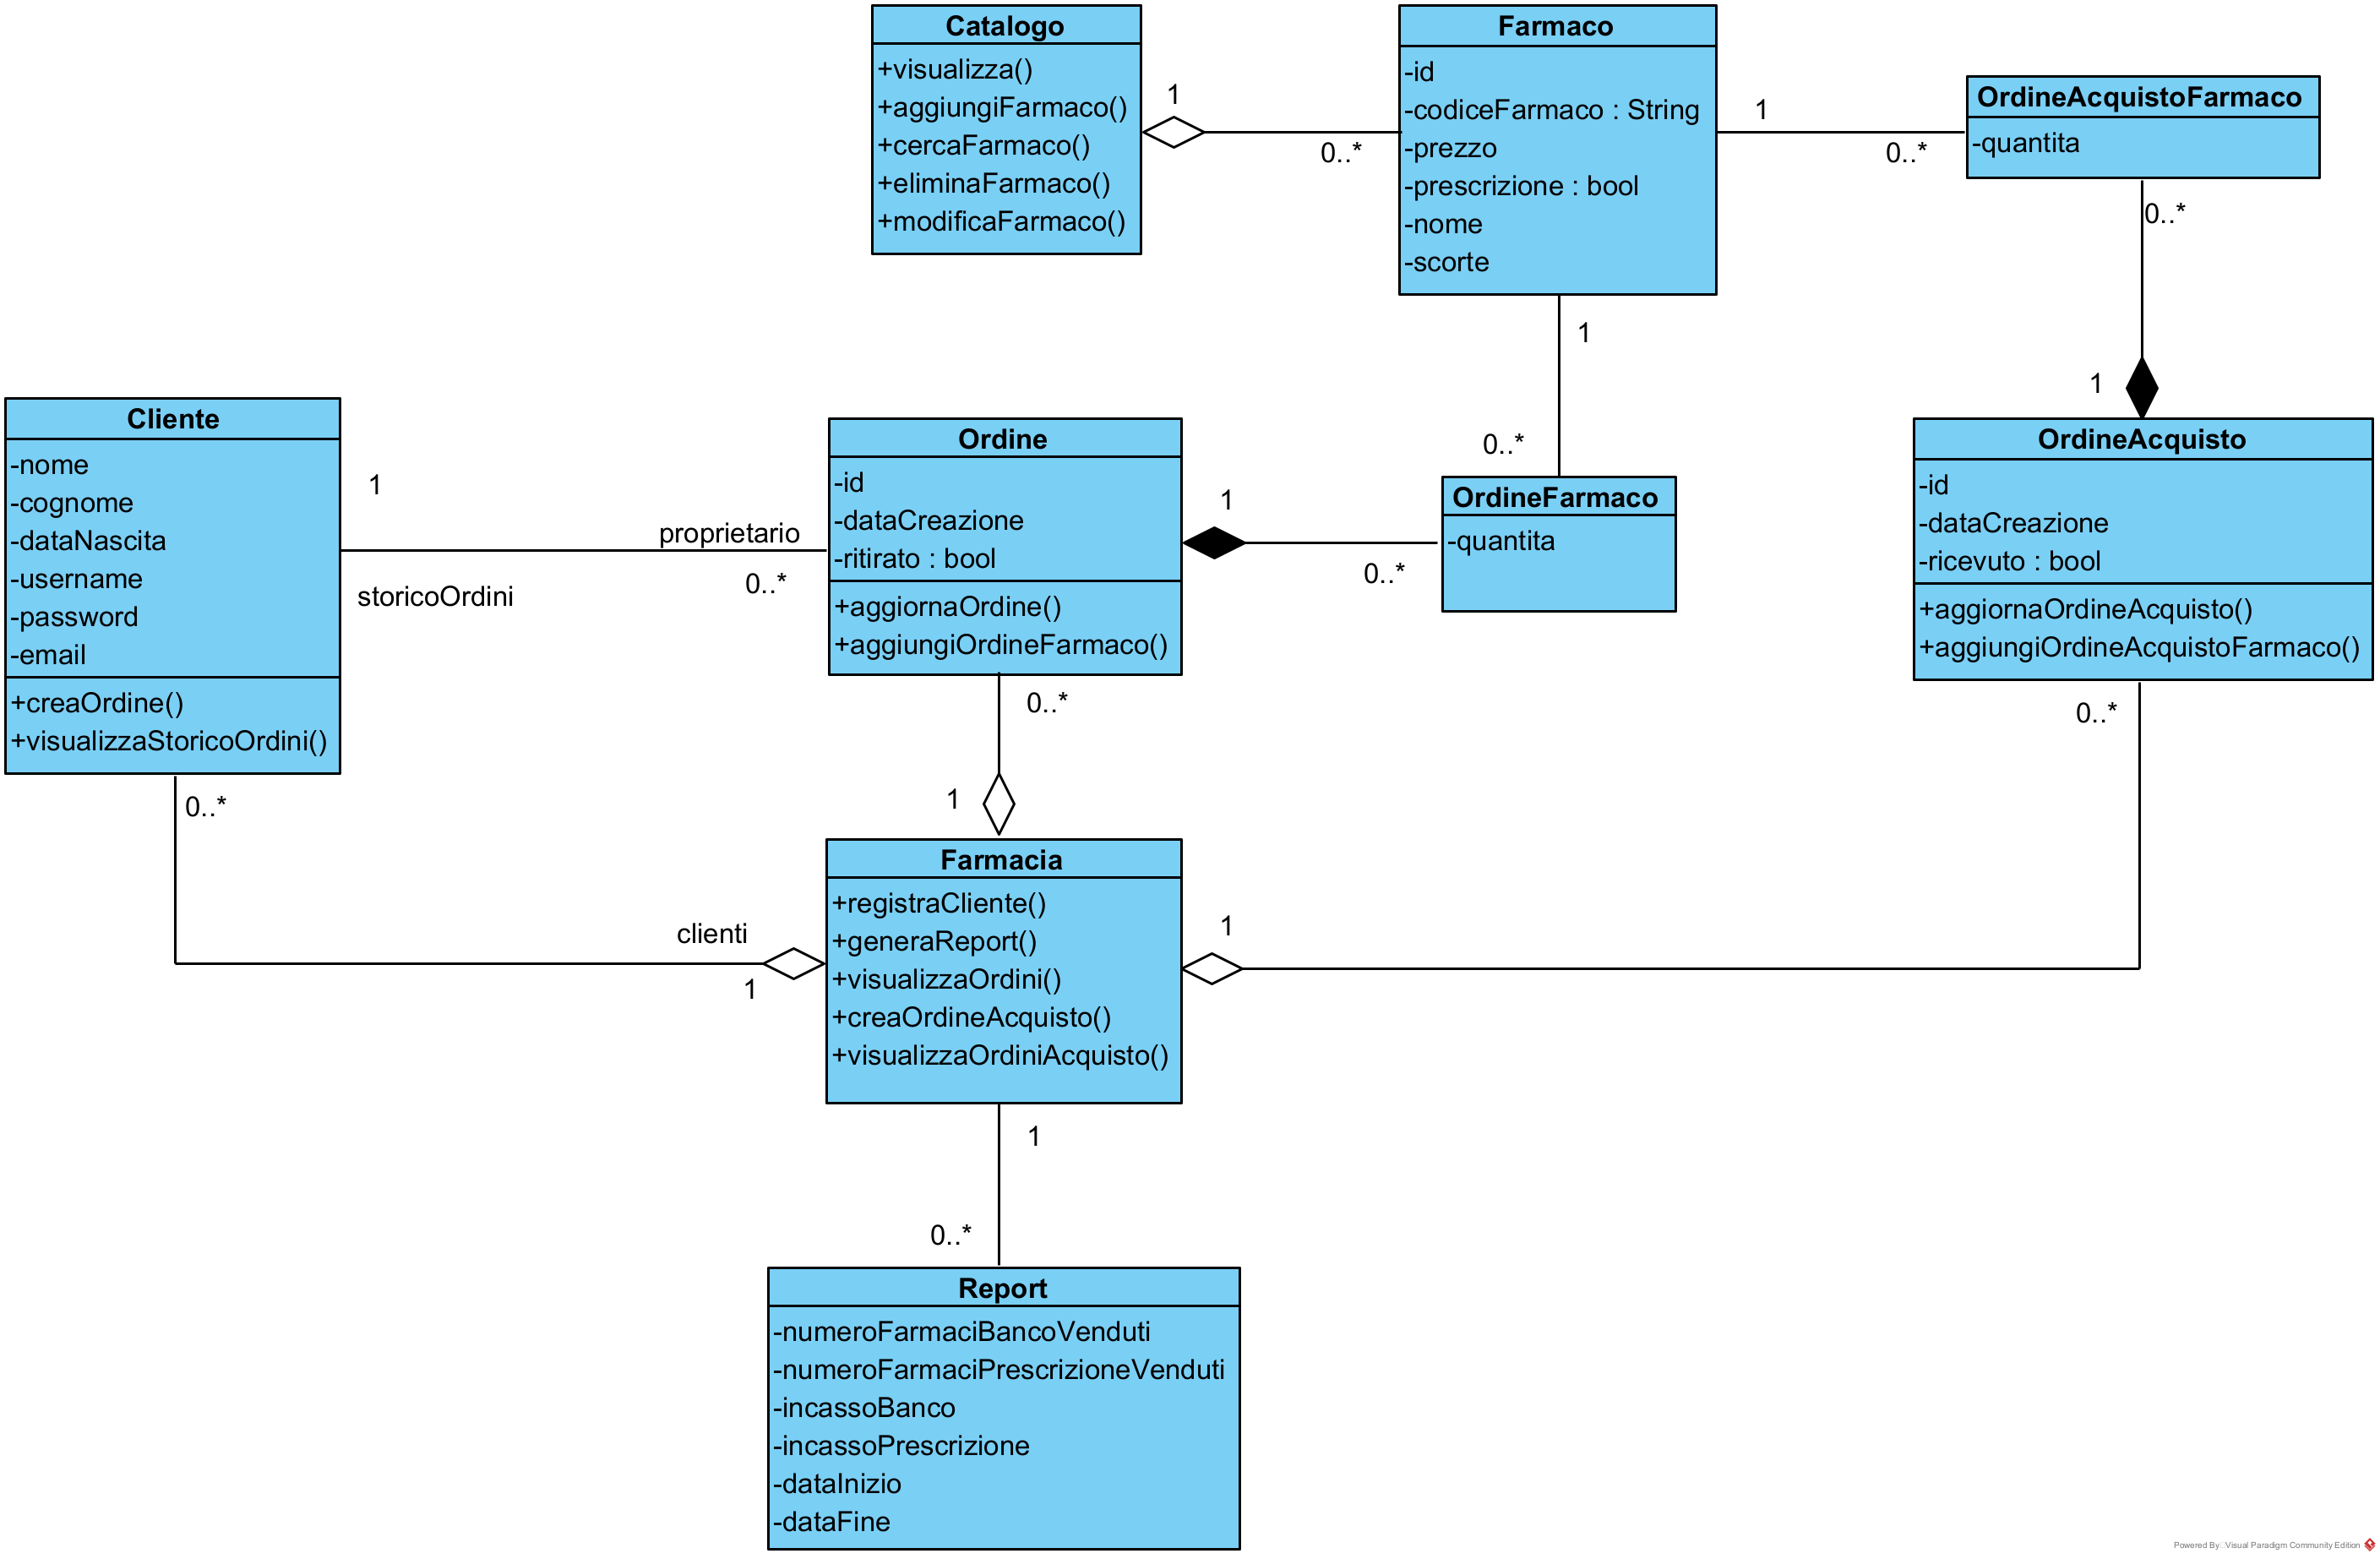 Catalogo
+visualizza()
+aggiungiFarmaco()
+cercaFarmaco()
+eliminaFarmaco()
+modificaFarmaco()
1
0..*
Farmaco
-id
-codiceFarmaco : String
-prezzo
-prescrizione : bool
-nome
-scorte
1
0..*
OrdineAcquistoFarmaco
-quantita
0..*
1
1
0..*
Cliente
-nome
-cognome
-dataNascita
-username
-password
-email
+creaOrdine()
+visualizzaStoricoOrdini()
1
storicoOrdini
proprietario
0..*
Ordine
-id
-dataCreazione
-ritirato : bool
+aggiornaOrdine()
+aggiungiOrdineFarmaco()
1
0..*
OrdineFarmaco
-quantita
OrdineAcquisto
-id
-dataCreazione
-ricevuto : bool
+aggiornaOrdineAcquisto()
+aggiungiOrdineAcquistoFarmaco()
0..*
0..*
0..*
1
clienti
1
Farmacia
+registraCliente()
+generaReport()
+visualizzaOrdini()
+creaOrdineAcquisto()
+visualizzaOrdiniAcquisto()
1
1
0..*
Report
-numeroFarmaciBancoVenduti
-numeroFarmaciPrescrizioneVenduti
-incassoBanco
-incassoPrescrizione
-dataInizio
-dataFine
Powered By Visual Paradigm Community Edition